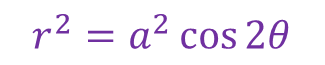 r² = a² cos 2θ